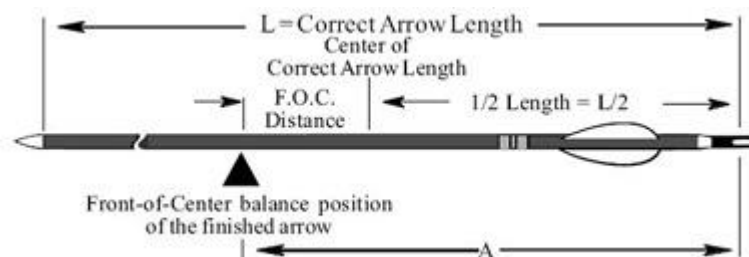 L = Correct Arrow Length
Center of
Correct Arrow Length
F.O.C.
Distance
1/2 Length = L/2
Front-of-Center balance position
of the finished arrow
A